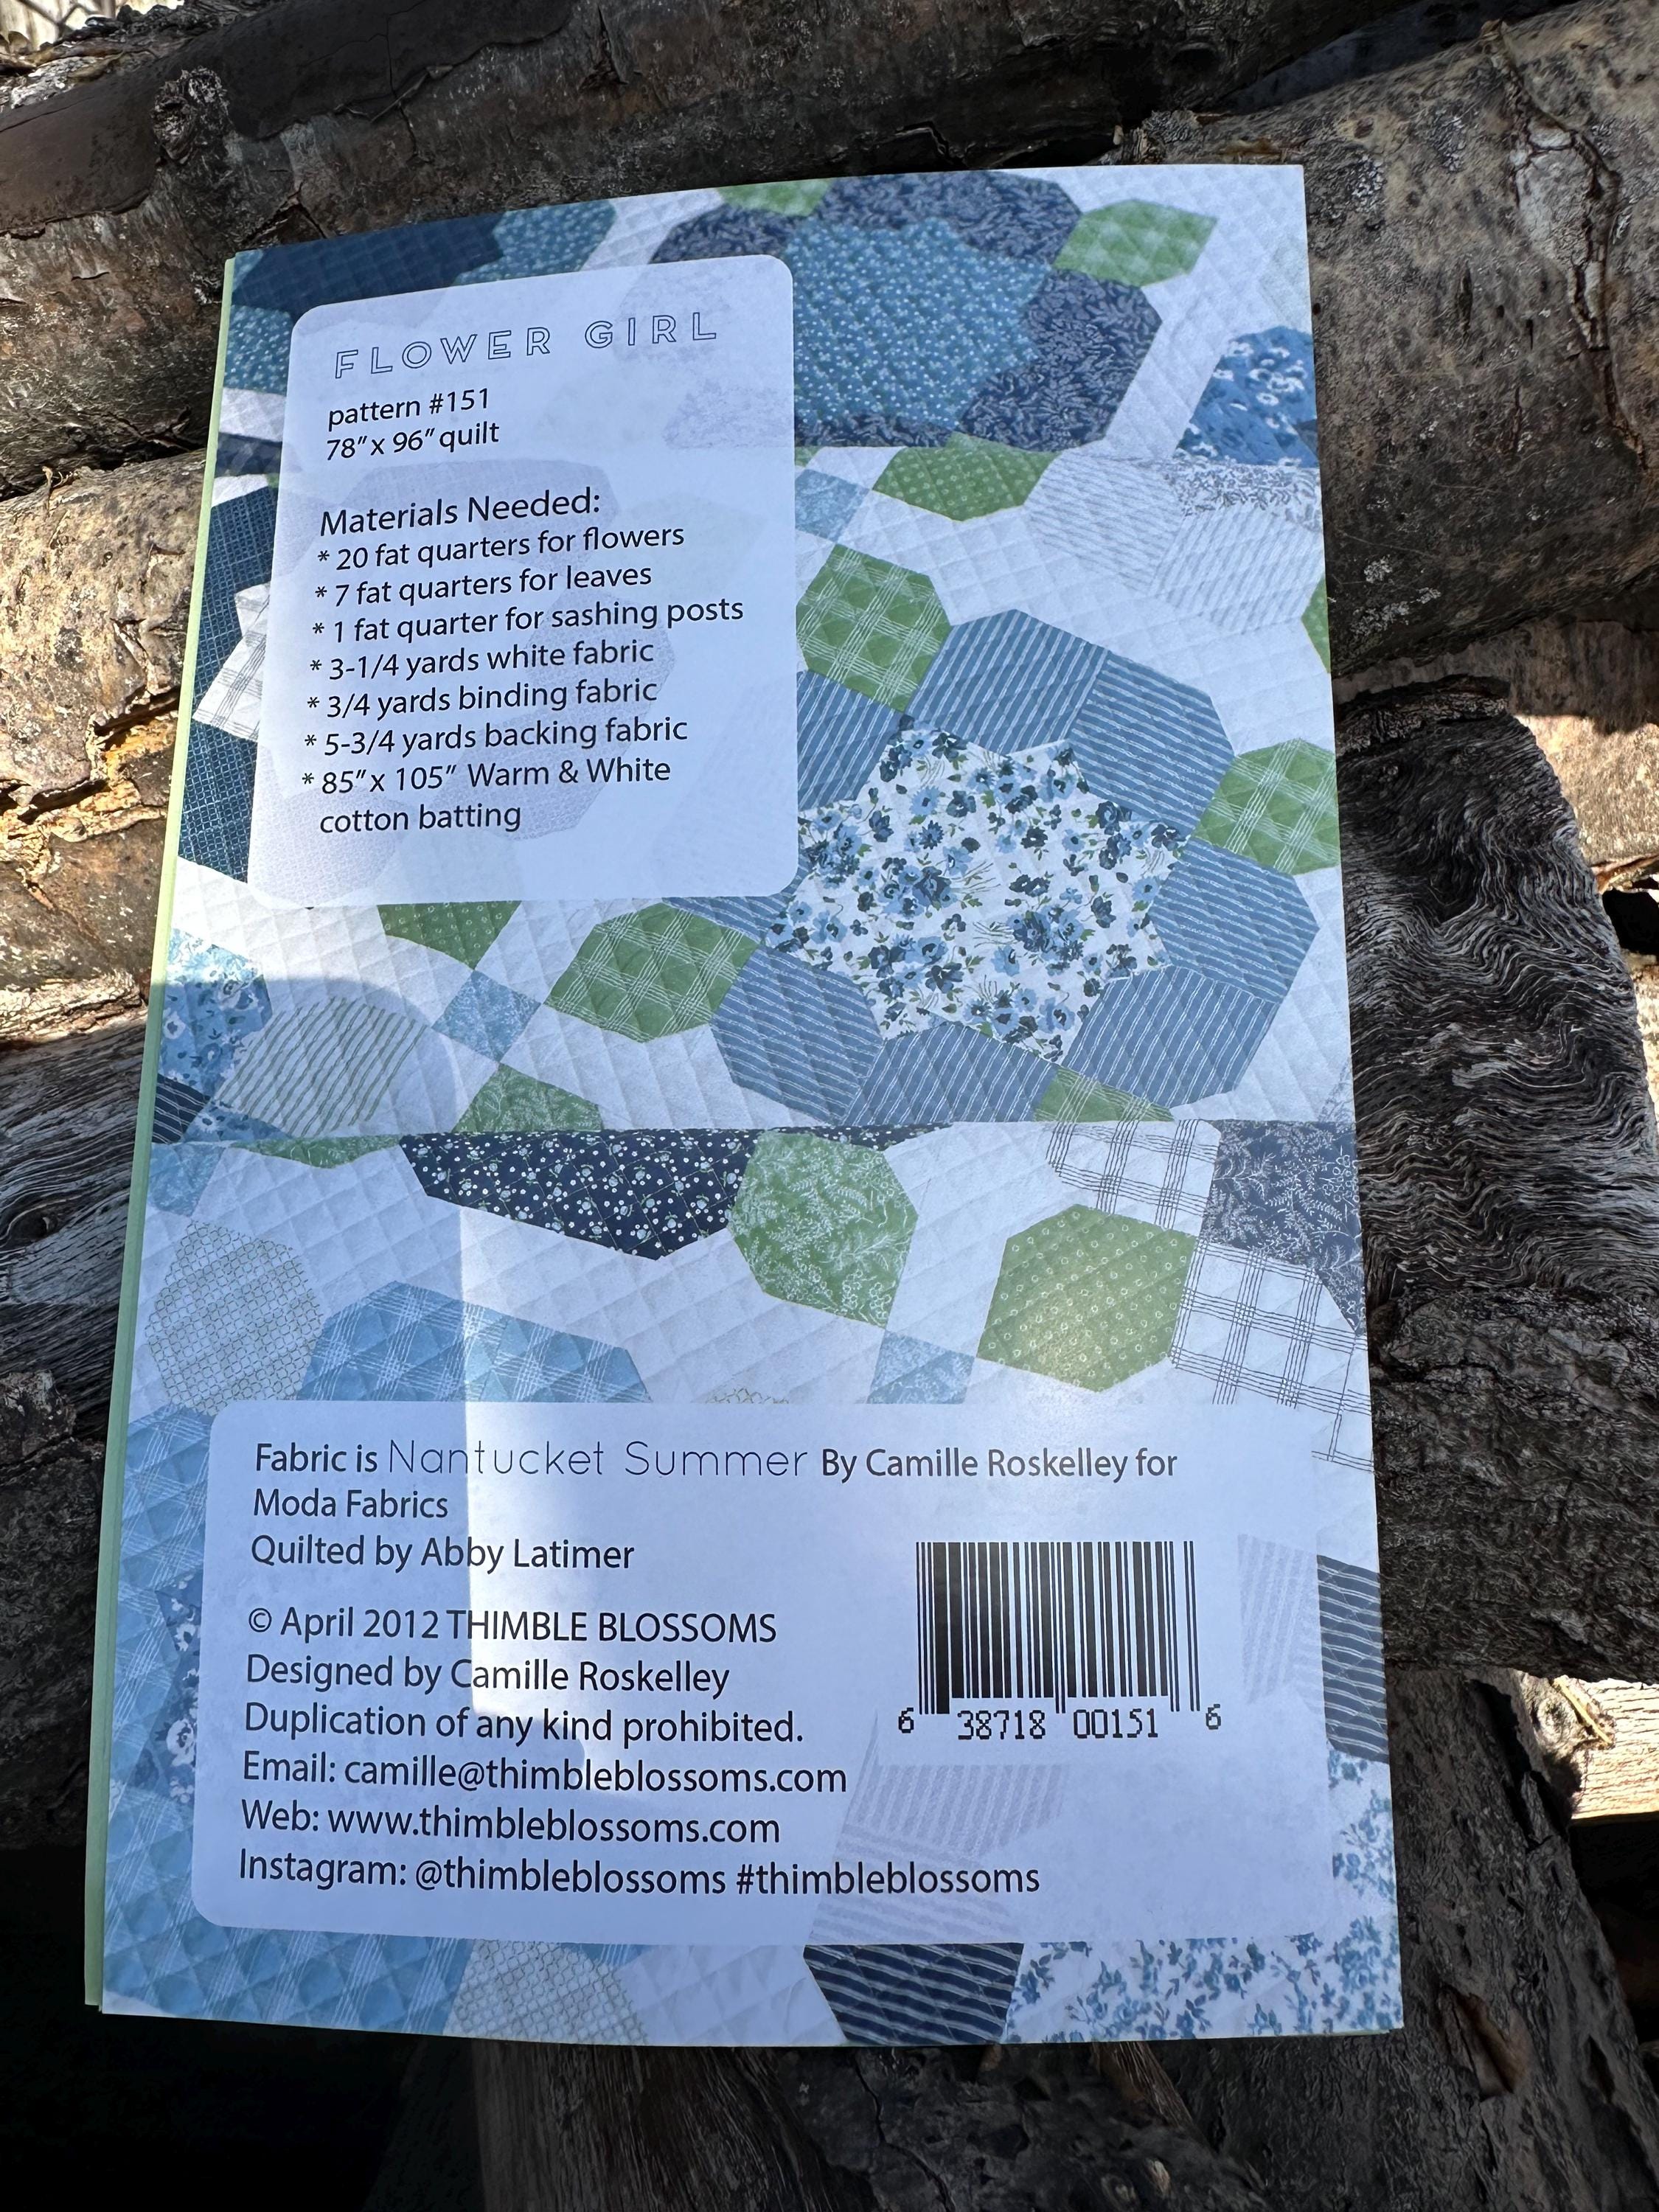 FLOWER GIRL
pattern #151
78" x 96" quilt
Materials Needed:
* 20 fat quarters for flowers
* 7 fat quarters for leaves
* 1 fat quarter for sashing posts
* 3-1/4 yards white fabric
* 3/4 yards binding fabric
* 5-3/4 yards backing fabric
* 85" x 105" Warm & White
cotton batting
Fabric is Nantucket Summer By Camille Roskelley for
Moda Fabrics
Quilted by Abby Latimer
© April 2012 THIMBLE BLOSSOMS
Designed by Camille Roskelley
Duplication of any kind prohibited.
Email: camille@thimbleblossoms.com
Web: www.thimbleblossoms.com
Instagram: @thimbleblossoms #thimbleblossoms
6 38718 00151 6